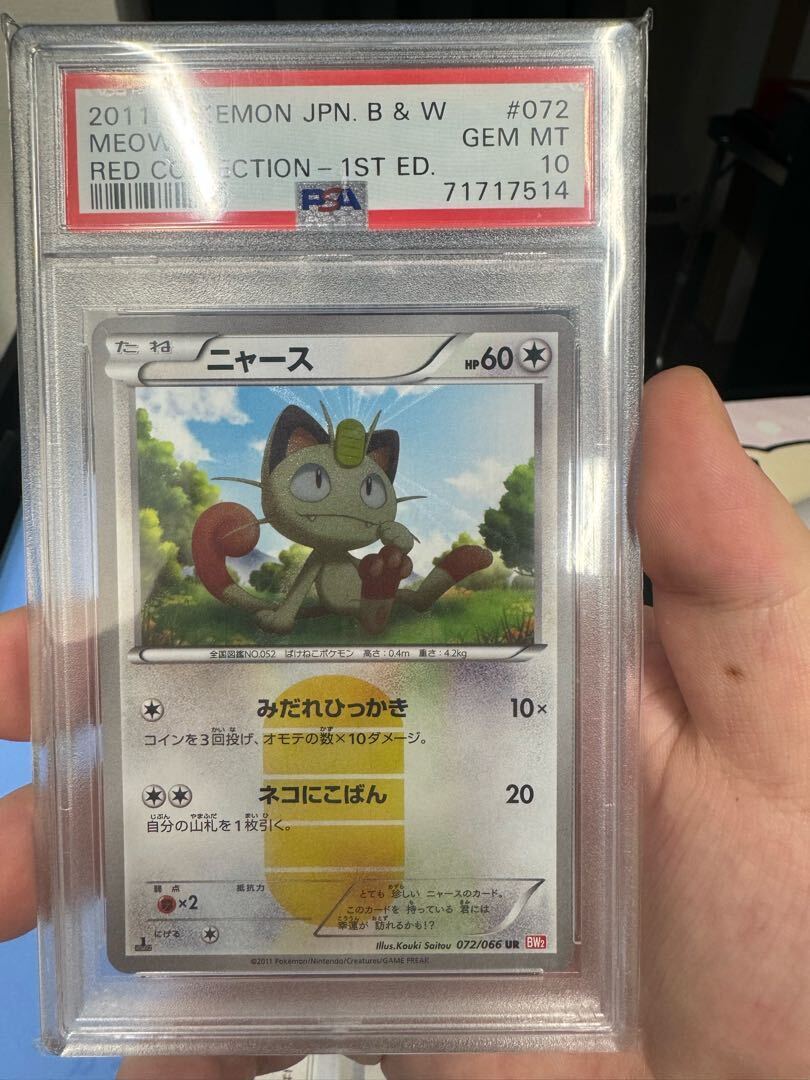 2011 P KEMON JPN. B & W #072
MEOW GEM MT
RED CO ECTION - 1ST ED. 10
PSA 71717514
たね ニャース HP60
全国図鑑NO.052 ばけねこポケモン 高さ:0.4m 重さ:4.2kg
みだれひっかき 10×
コインを3回投げ、オモテの数×10ダメージ。
ネコにこばん 20
自分の山札を1枚引く。
弱点 抵抗力
×2
にげる
とても 珍しい ニャースのカード。
このカードを 持っている 君には
幸運が 訪れるかも!?
Illus.Kouki Saitou 072/066 UR BW2
©2011 Pokémon/Nintendo/Creatures/GAME FREAK